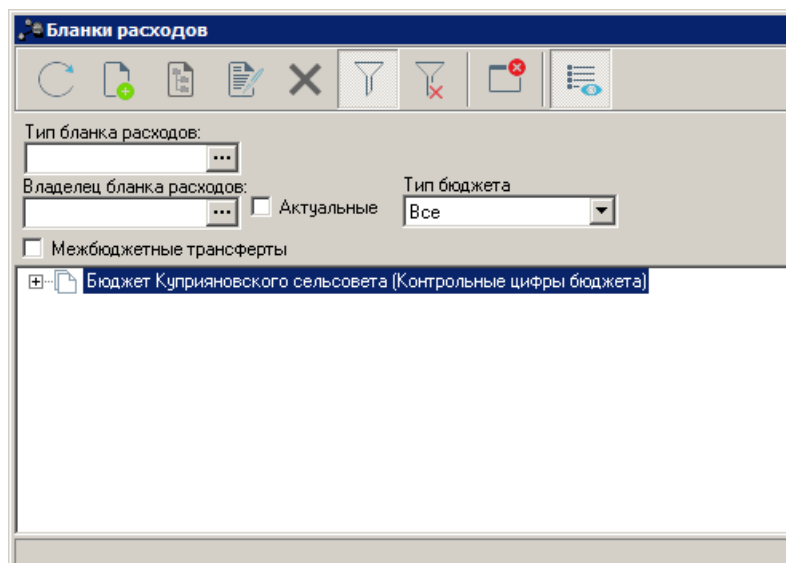 Бланки расходов
Тип бланка расходов:
Владелец бланка расходов:
Тип бюджета
Актуальные
Все
Межбюджетные трансферты
Бюджет Куприяновского сельсовета (Контрольные цифры бюджета)